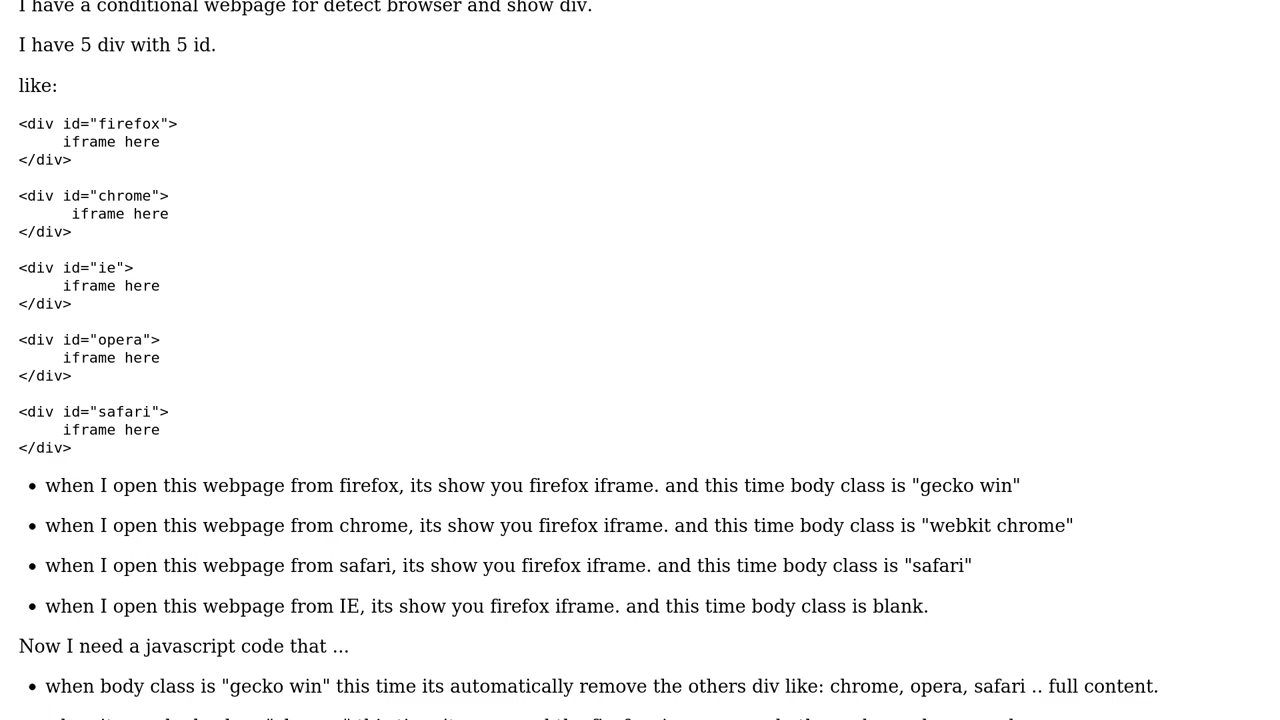 I have a conditional webpage for detect browser and show div.
I have 5 div with 5 id.
like:
<div id="firefox">
     iframe here
</div>
<div id="chrome">
      iframe here
</div>
<div id="ie">
     iframe here
</div>
<div id="opera">
     iframe here
</div>
<div id="safari">
     iframe here
</div>
• when I open this webpage from firefox, its show you firefox iframe. and this time body class is "gecko win"
• when I open this webpage from chrome, its show you firefox iframe. and this time body class is "webkit chrome"
• when I open this webpage from safari, its show you firefox iframe. and this time body class is "safari"
• when I open this webpage from IE, its show you firefox iframe. and this time body class is blank.
Now I need a javascript code that ...
• when body class is "gecko win" this time its automatically remove the others div like: chrome, opera, safari .. full content.